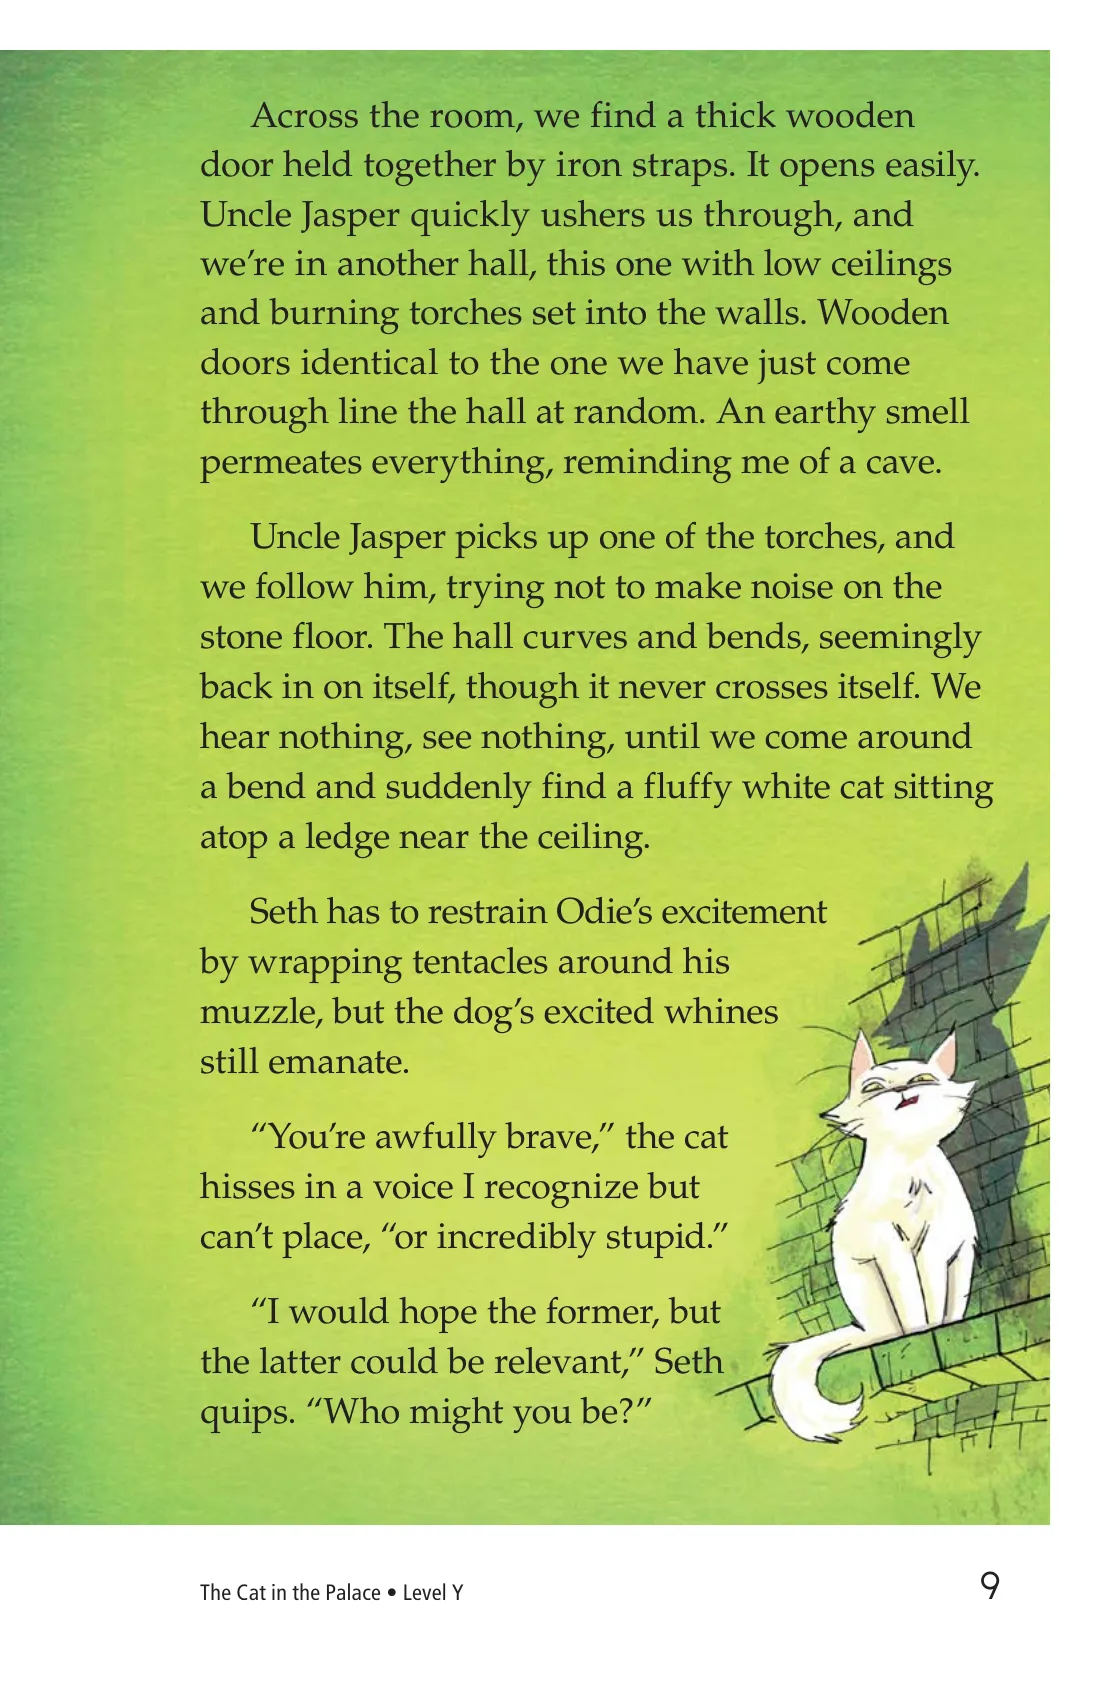 Across the room, we find a thick wooden
door held together by iron straps. It opens easily.
Uncle Jasper quickly ushers us through, and
we’re in another hall, this one with low ceilings
and burning torches set into the walls. Wooden
doors identical to the one we have just come
through line the hall at random. An earthy smell
permeates everything, reminding me of a cave.
Uncle Jasper picks up one of the torches, and
we follow him, trying not to make noise on the
stone floor. The hall curves and bends, seemingly
back in on itself, though it never crosses itself. We
hear nothing, see nothing, until we come around
a bend and suddenly find a fluffy white cat sitting
atop a ledge near the ceiling.
Seth has to restrain Odie’s excitement
by wrapping tentacles around his
muzzle, but the dog’s excited whines
still emanate.
“You’re awfully brave,” the cat
hisses in a voice I recognize but
can’t place, “or incredibly stupid.”
“I would hope the former, but
the latter could be relevant,” Seth
quips. “Who might you be?”
The Cat in the Palace • Level Y
9